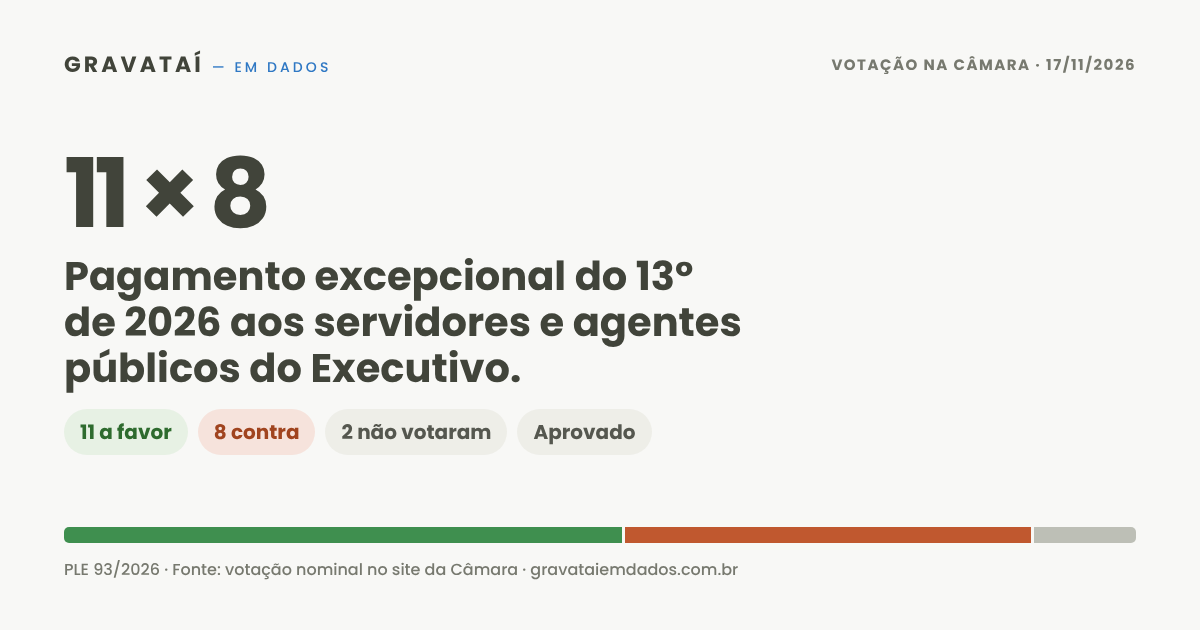 GRAVATAÍ — EM DADOS
VOTAÇÃO NA CÂMARA · 17/11/2026
11 × 8
Pagamento excepcional do 13º
de 2026 aos servidores e agentes
públicos do Executivo.
11 a favor
8 contra
2 não votaram
Aprovado
PLE 93/2026 · Fonte: votação nominal no site da Câmara · gravataiemdados.com.br